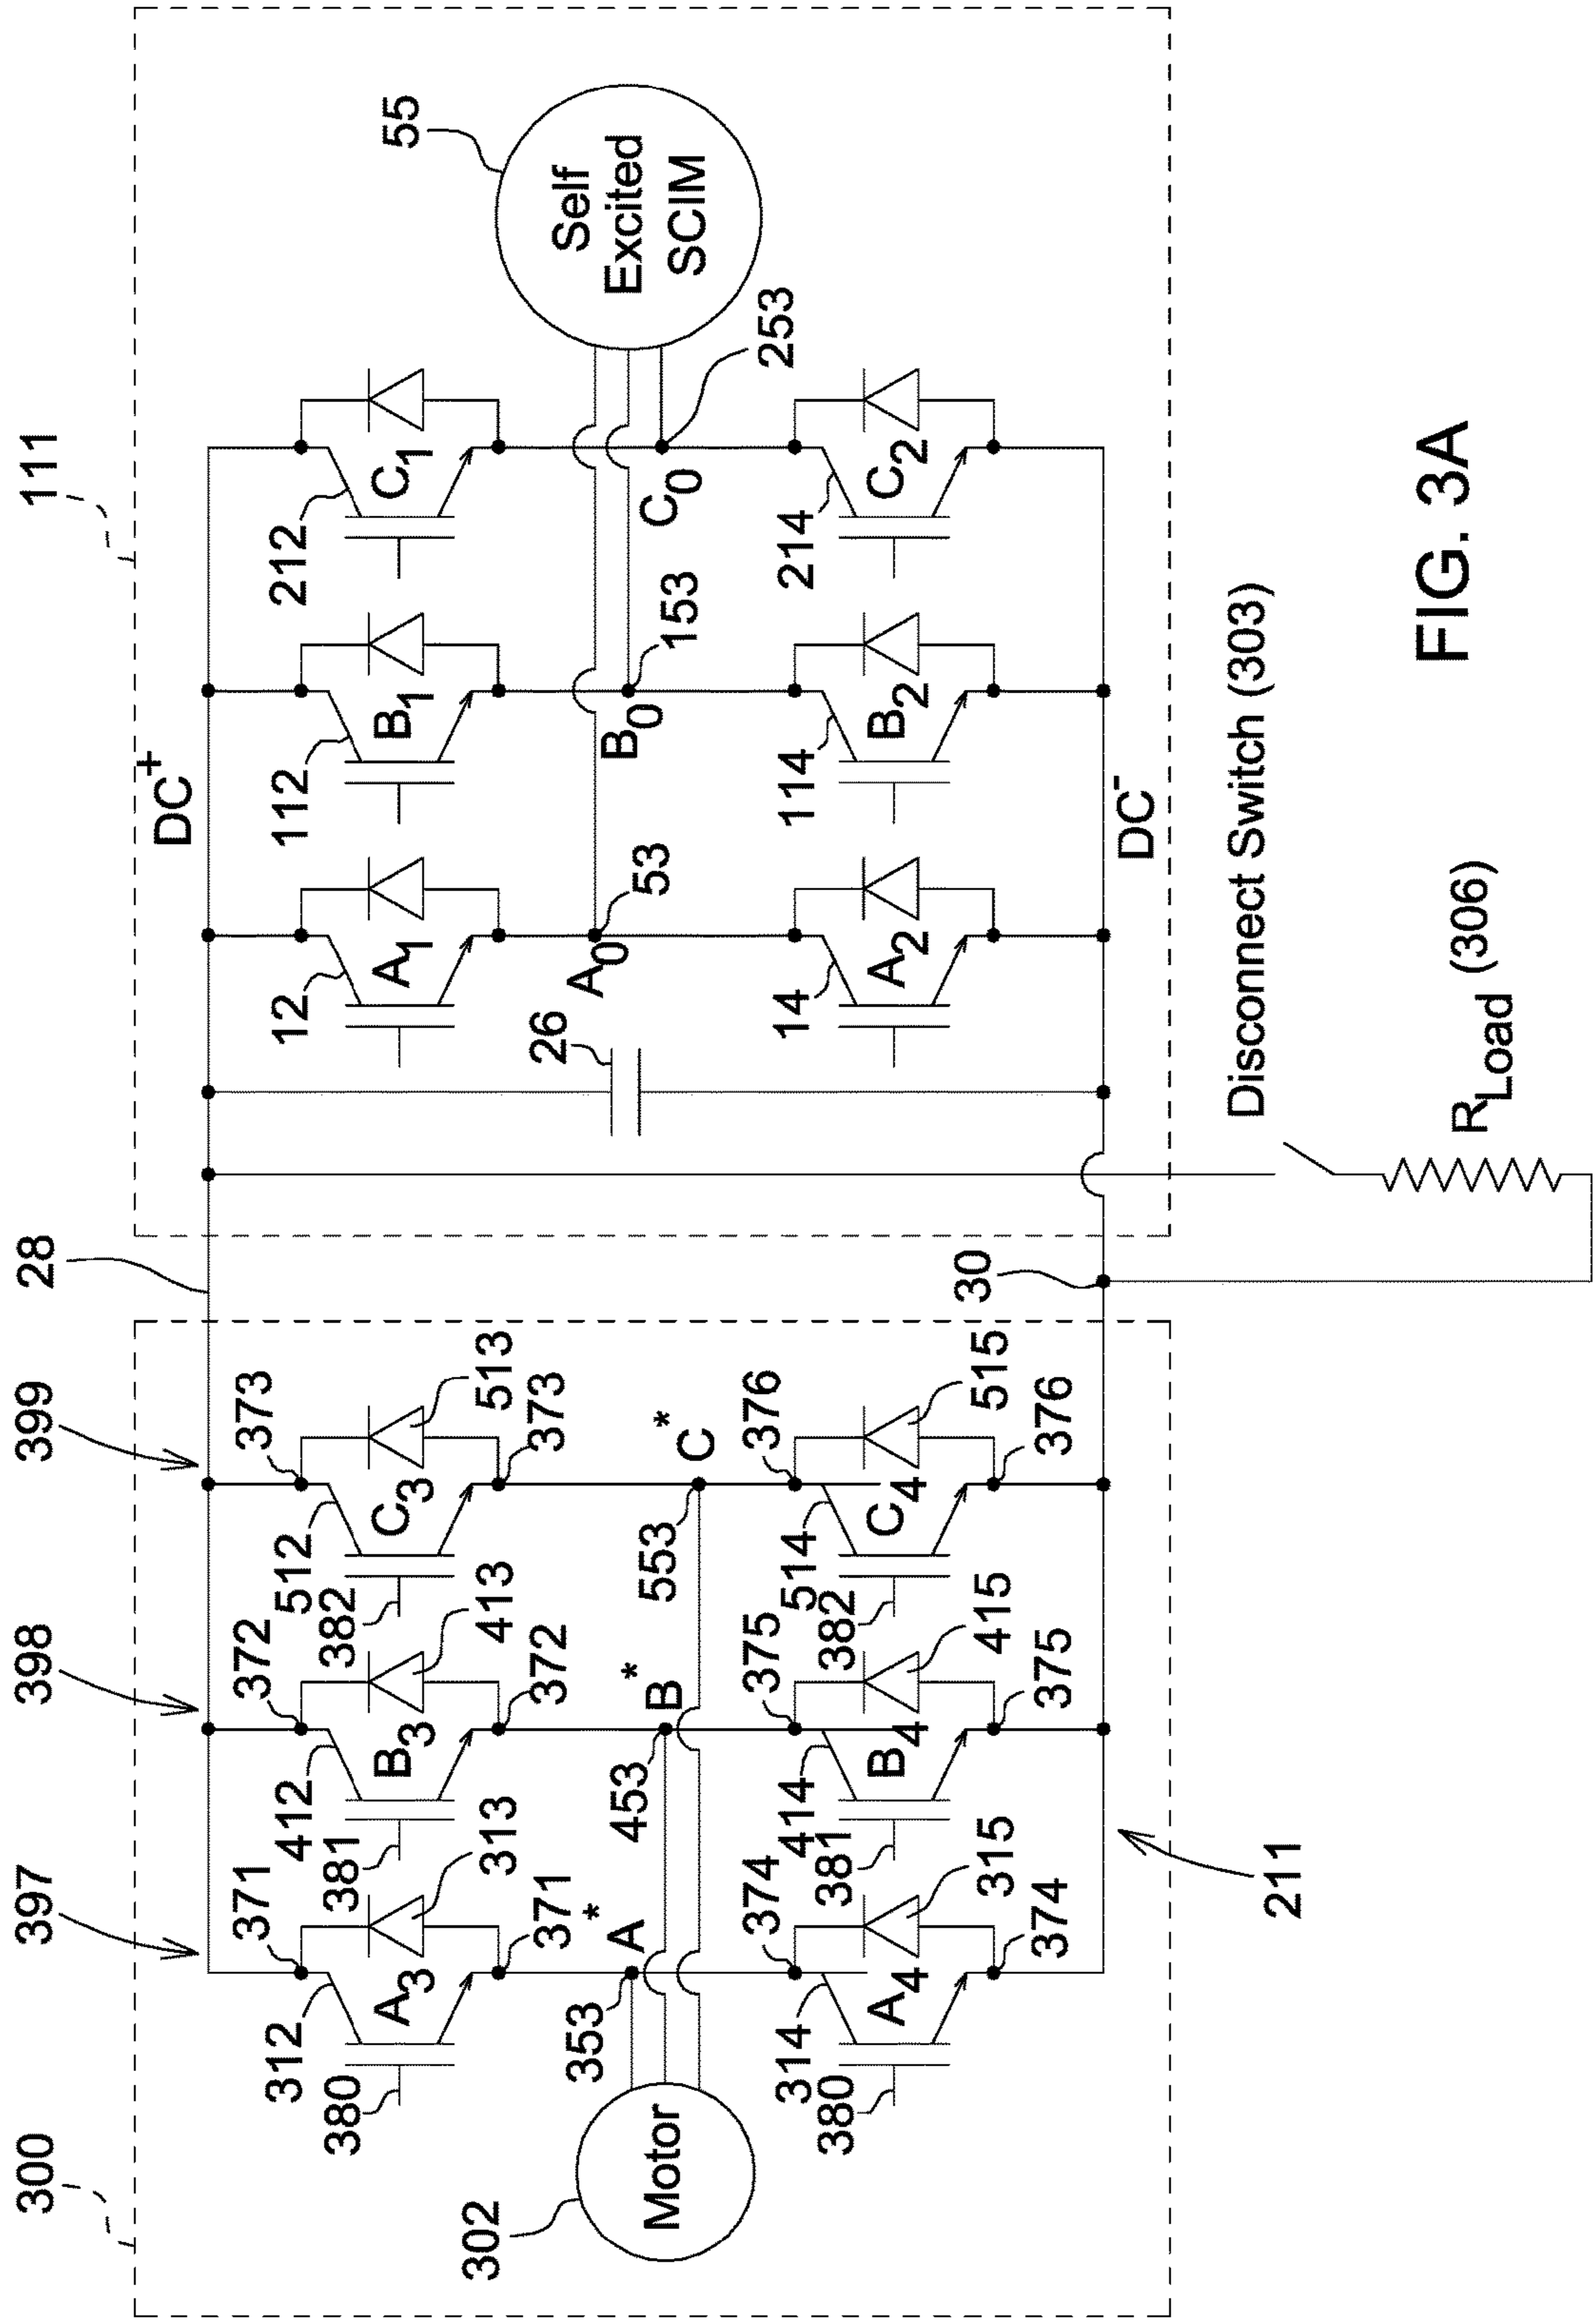 300
397
398
399
28
111
371
372
373
DC+
312
A3
313
412
B3
413
512
C3
513
12
A1
112
B1
212
C1
380
381
382
371
372
373
302
Motor
353
A*
453
B*
553
C*
26
A0
53
B0
153
C0
253
55
Self
Excited
SCIM
374
375
376
314
A4
315
414
B4
415
514
C4
515
14
A2
114
B2
214
C2
380
381
382
374
375
376
30
DC-
211
Disconnect Switch (303)
RLoad (306)
FIG. 3A